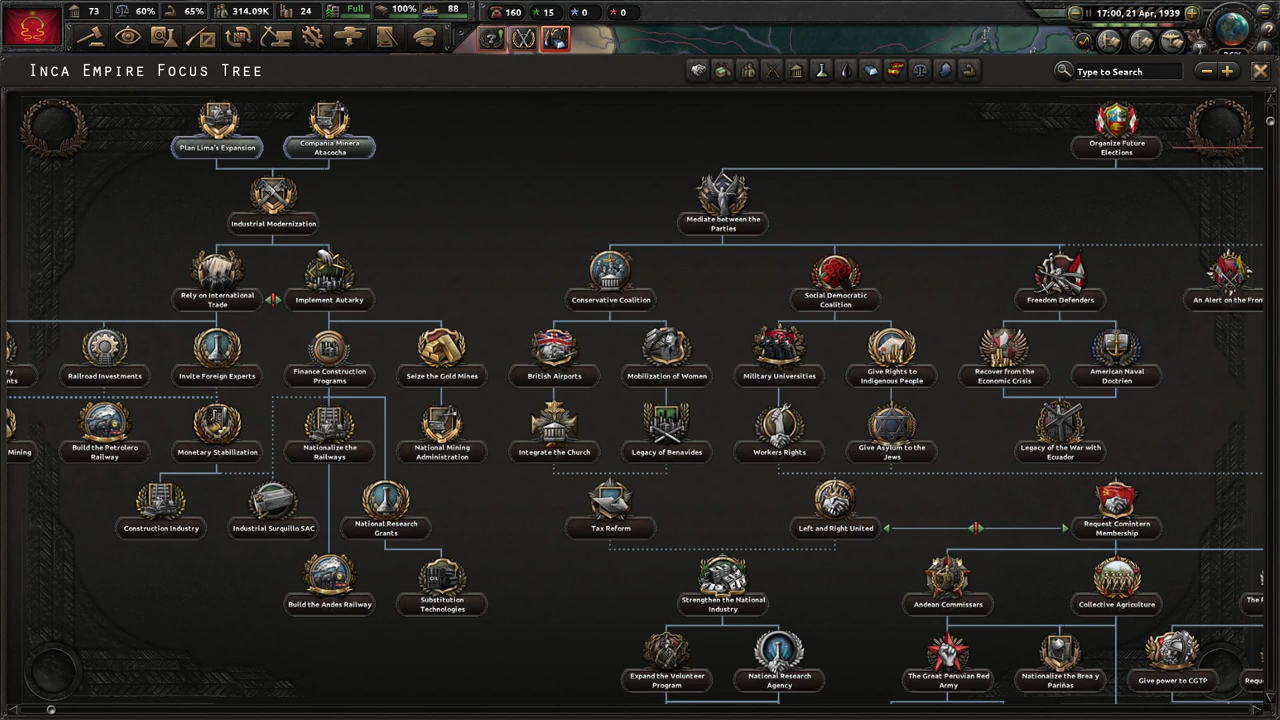 73
60%
65%
314.09K
24
Full
100%
88
160
15
0
0
17:00, 21 Apr, 1939
Inca Empire Focus Tree
Type to Search
Plan Lima's Expansion
Compañia Minera
Atacocha
Organize Future
Elections
Industrial Modernization
Mediate between the
Parties
Rely on International
Trade
Implement Autarky
Conservative Coalition
Social Democratic
Coalition
Freedom Defenders
An Alert on the Fron
Railroad Investments
Invite Foreign Experts
Finance Construction
Programs
Seize the Gold Mines
British Airports
Mobilization of Women
Military Universities
Give Rights to
Indigenous People
Recover from the
Economic Crisis
American Naval
Doctrien
Mining
Build the Petrolero
Railway
Monetary Stabilization
Nationalize the
Railways
National Mining
Administration
Integrate the Church
Legacy of Benavides
Workers Rights
Give Asylum to the
Jews
Legacy of the War with
Ecuador
Construction Industry
Industrial Surquillo SAC
National Research
Grants
Tax Reform
Left and Right United
Request Comintern
Membership
Build the Andes Railway
Substitution
Technologies
Strengthen the National
Industry
Andean Commissars
Collective Agriculture
Expand the Volunteer
Program
National Research
Agency
The Great Peruvian Red
Army
Nationalize the Brea y
Pariñas
Give power to CGTP